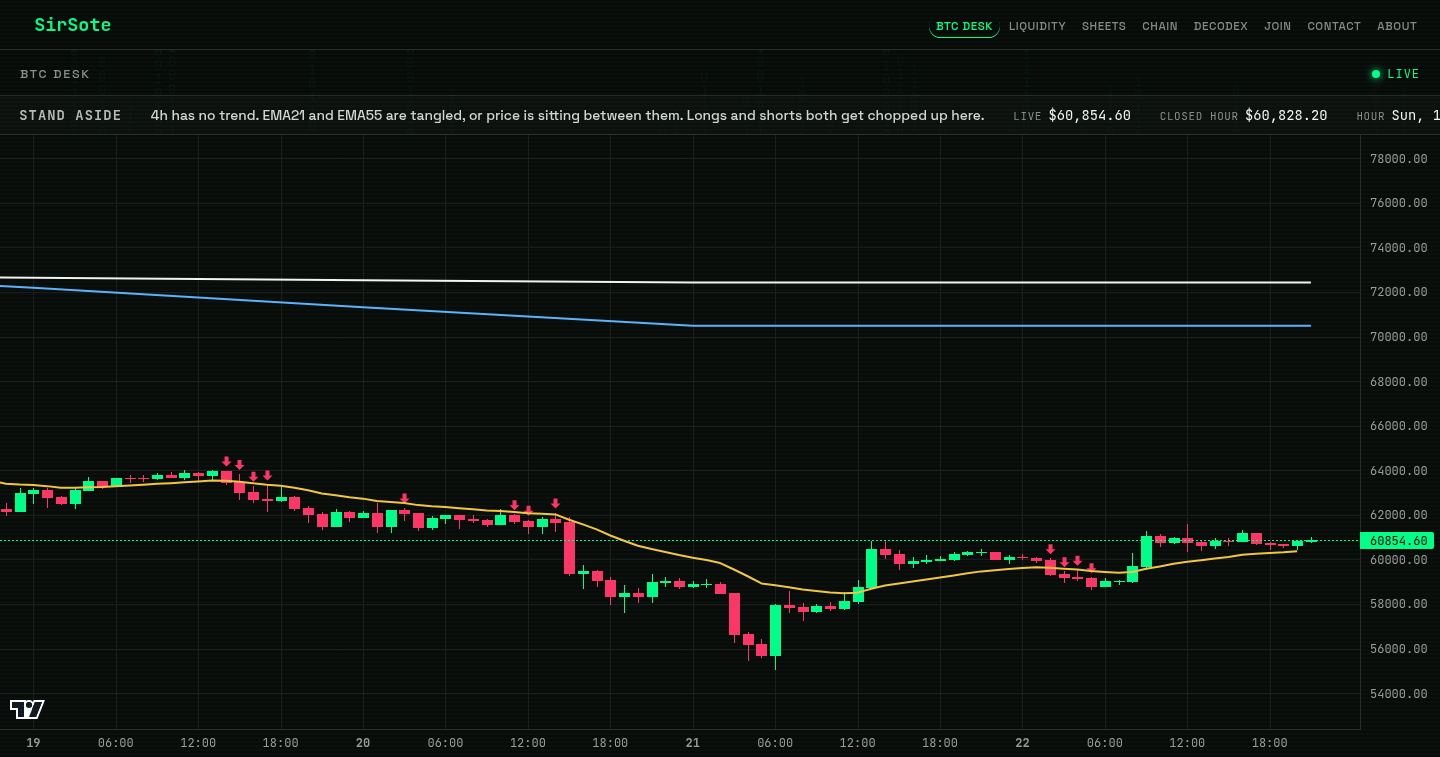 SirSote
BTC DESK LIQUIDITY SHEETS CHAIN DECODEX JOIN CONTACT ABOUT
BTC DESK
LIVE
STAND ASIDE 4h has no trend. EMA21 and EMA55 are tangled, or price is sitting between them. Longs and shorts both get chopped up here. LIVE $60,854.60 CLOSED HOUR $60,828.20 HOUR Sun, 1
78000.00
76000.00
74000.00
72000.00
70000.00
68000.00
66000.00
64000.00
62000.00
60854.60
60000.00
58000.00
56000.00
54000.00
19 06:00 12:00 18:00 20 06:00 12:00 18:00 21 06:00 12:00 18:00 22 06:00 12:00 18:00